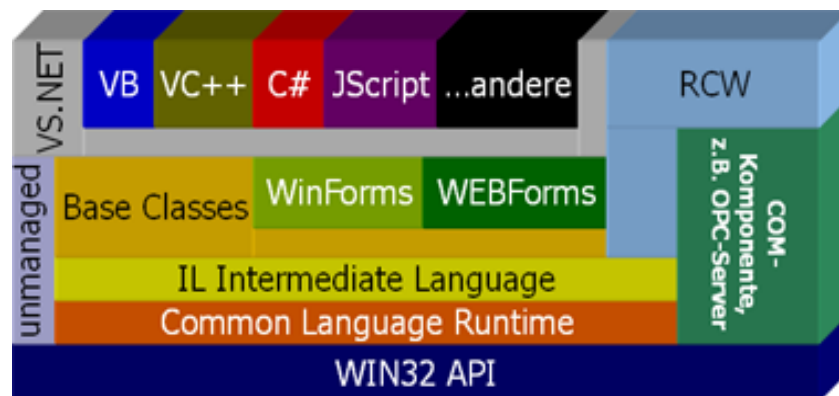 VS.NET
VB
VC++
C#
JScript
...andere
RCW
unmanaged
Base Classes
WinForms
WEBForms
COM-
Komponente,
z.B. OPC-Server
IL Intermediate Language
Common Language Runtime
WIN32 API